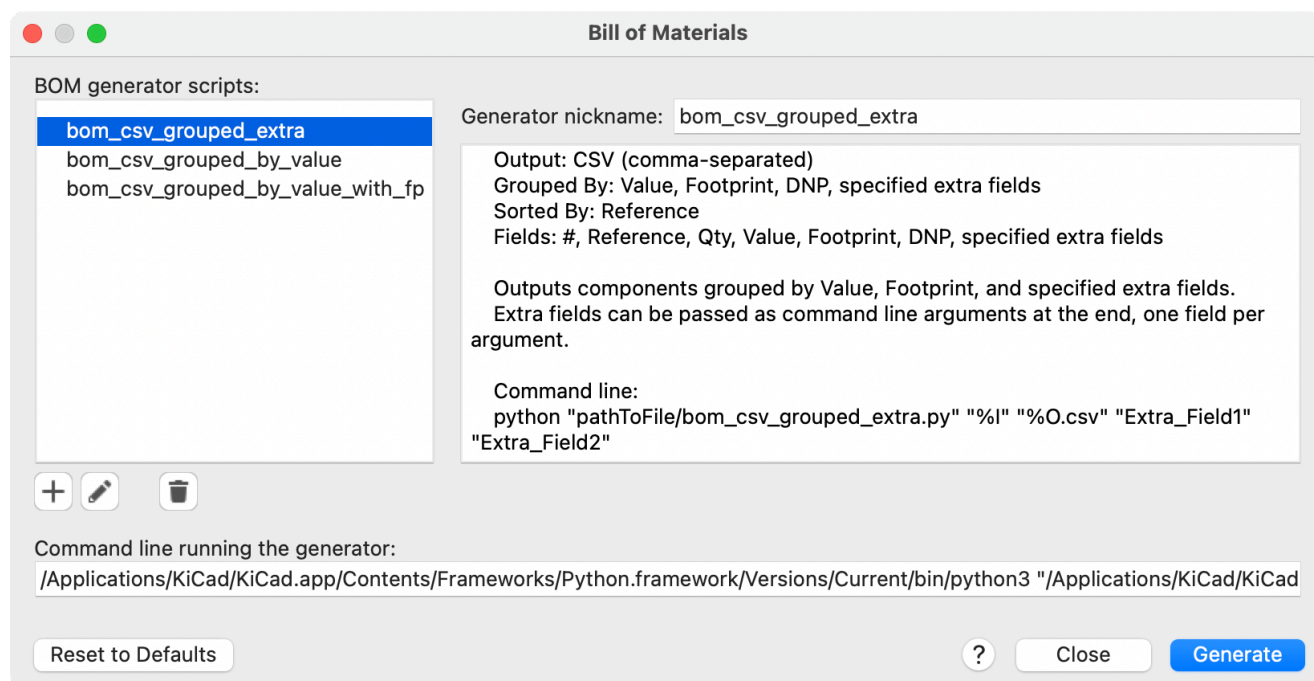 Bill of Materials
BOM generator scripts:
bom_csv_grouped_extra
bom_csv_grouped_by_value
bom_csv_grouped_by_value_with_fp
Generator nickname: bom_csv_grouped_extra
Output: CSV (comma-separated)
Grouped By: Value, Footprint, DNP, specified extra fields
Sorted By: Reference
Fields: #, Reference, Qty, Value, Footprint, DNP, specified extra fields
Outputs components grouped by Value, Footprint, and specified extra fields.
Extra fields can be passed as command line arguments at the end, one field per
argument.
Command line:
python "pathToFile/bom_csv_grouped_extra.py" "%I" "%O.csv" "Extra_Field1"
"Extra_Field2"
Command line running the generator:
/Applications/KiCad/KiCad.app/Contents/Frameworks/Python.framework/Versions/Current/bin/python3 "/Applications/KiCad/KiCad
Reset to Defaults
?
Close
Generate